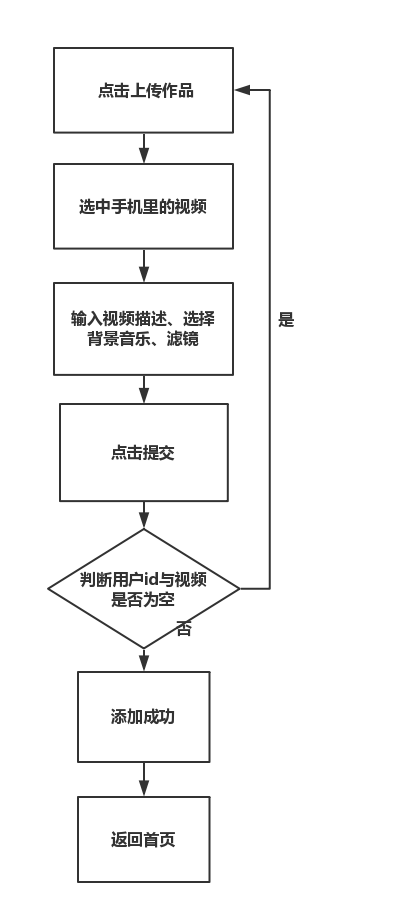 点击上传作品
选中手机里的视频
输入视频描述、选择
背景音乐、滤镜
是
点击提交
判断用户id与视频
是否为空
否
添加成功
返回首页